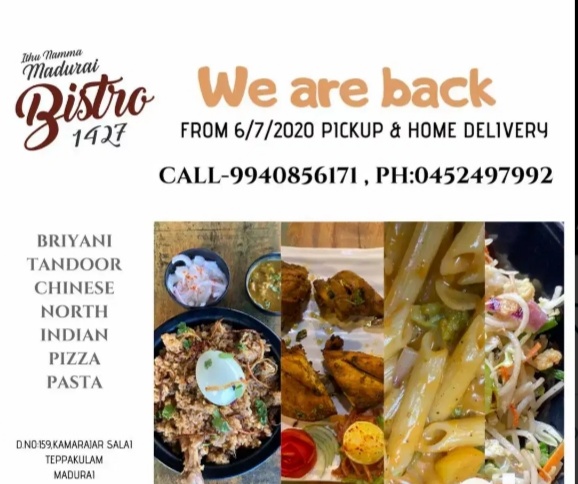 Ithu Namma
Madurai
Bistro
1427
We are back
FROM 6/7/2020 PICKUP & HOME DELIVERY
CALL-9940856171 , PH:0452497992
BRIYANI
TANDOOR
CHINESE
NORTH
INDIAN
PIZZA
PASTA
D.NO:159,KAMARAJAR SALAI
TEPPAKULAM
MADURAI